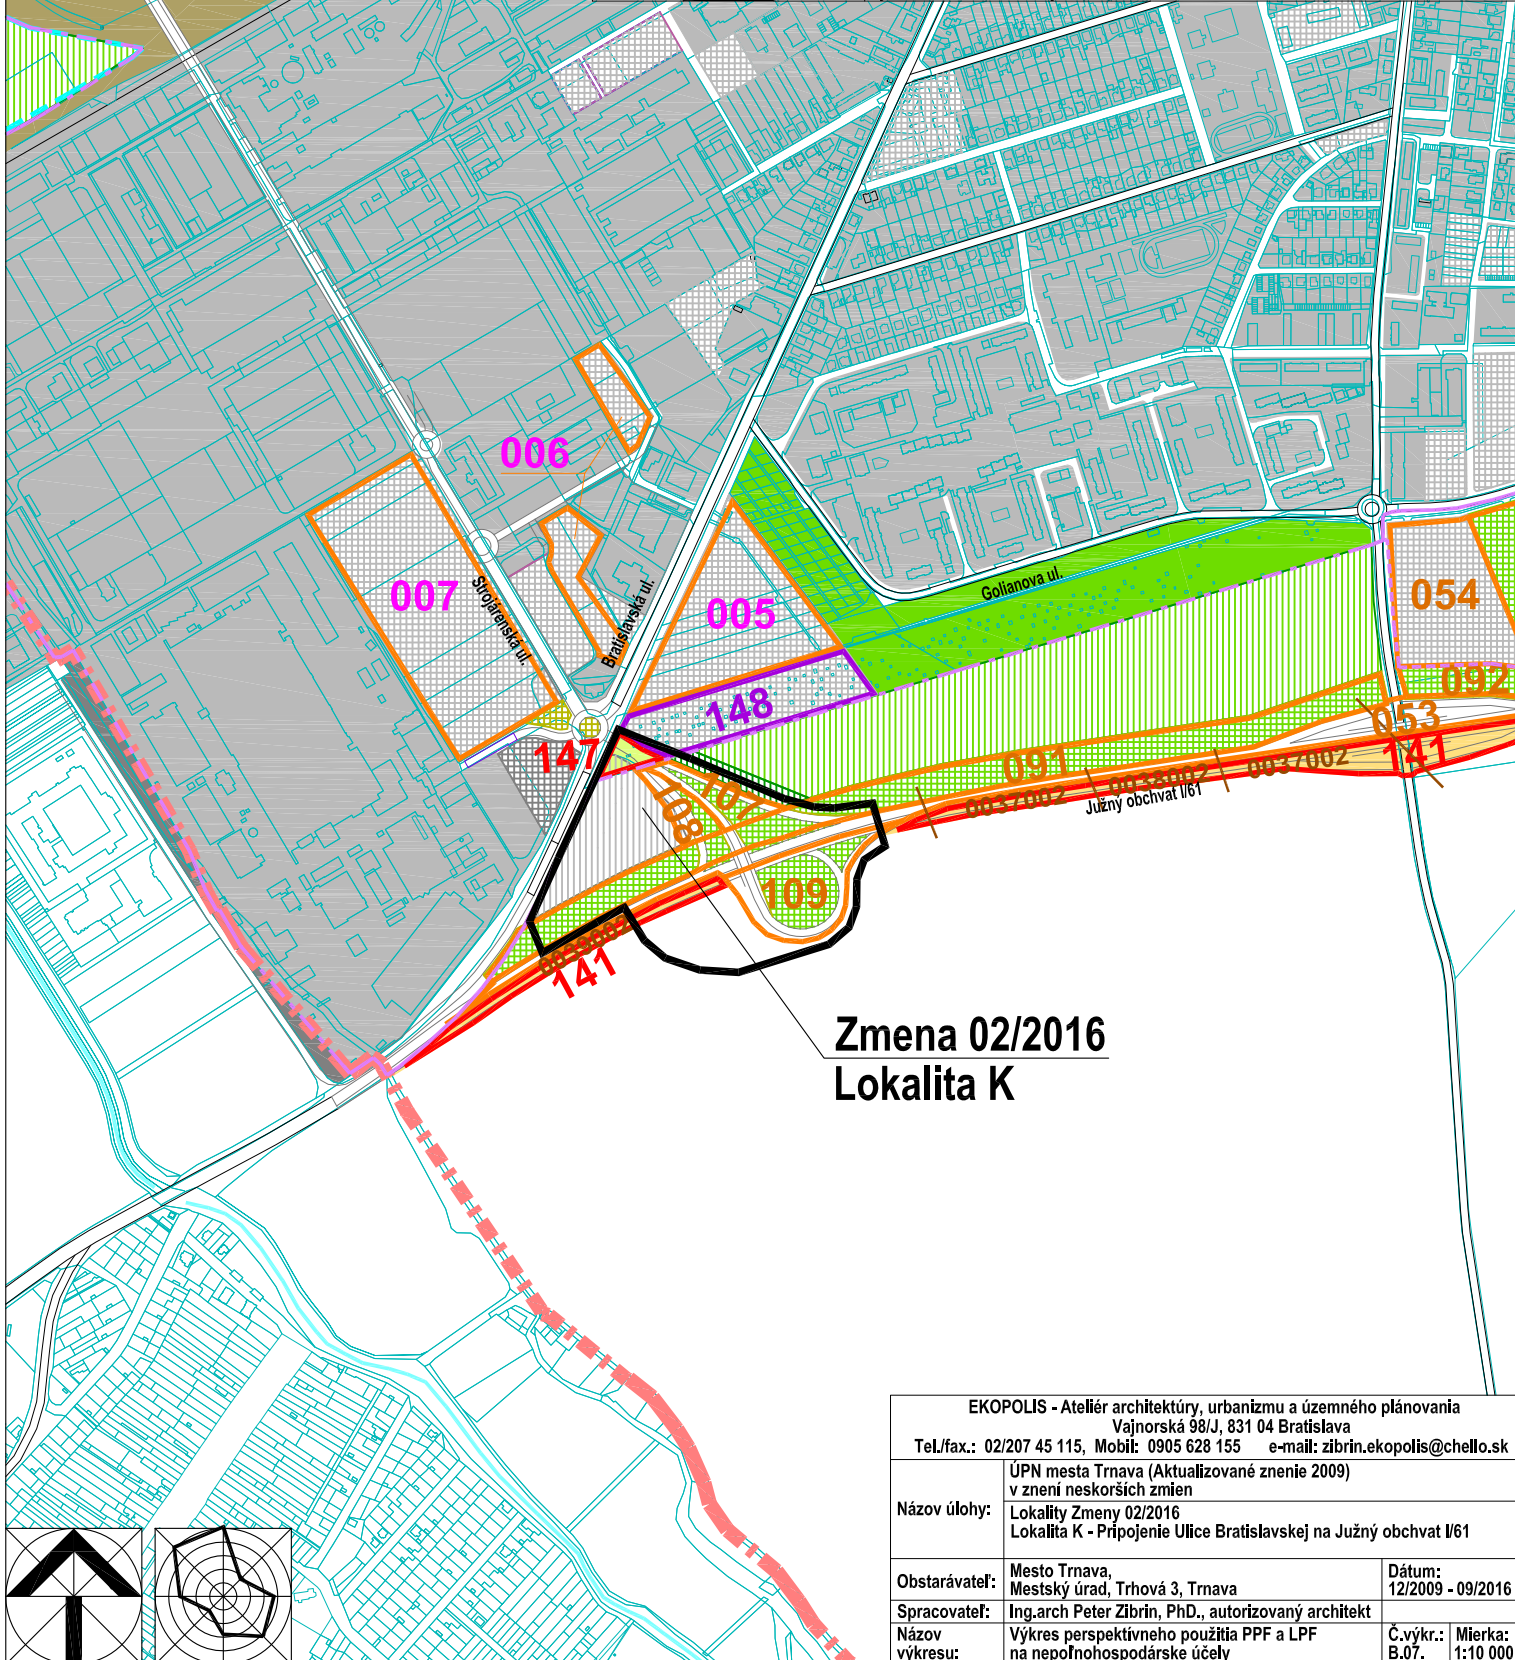 006
007
Strojárenská ul.
Bratislavská ul.
005
148
Golianova ul.
054
092
053
141
147
107
108
091
0037002
0038002
0037002
Južný obchvat I/61
109
0039002
141
Zmena 02/2016
Lokalita K
EKOPOLIS - Ateliér architektúry, urbanizmu a územného plánovania
Vajnorská 98/J, 831 04 Bratislava
Tel./fax.: 02/207 45 115, Mobil: 0905 628 155 e-mail: zibrin.ekopolis@chello.sk
Názov úlohy:
ÚPN mesta Trnava (Aktualizované znenie 2009)
v znení neskorších zmien
Lokality Zmeny 02/2016
Lokalita K - Pripojenie Ulice Bratislavskej na Južný obchvat I/61
Obstarávateľ:
Mesto Trnava,
Mestský úrad, Trhová 3, Trnava
Dátum:
12/2009 - 09/2016
Spracovateľ:
Ing.arch Peter Zibrin, PhD., autorizovaný architekt
Názov
výkresu:
Výkres perspektívneho použitia PPF a LPF
na nepoľnohospodárske účely
Č.výkr.:
B.07.
Mierka:
1:10 000